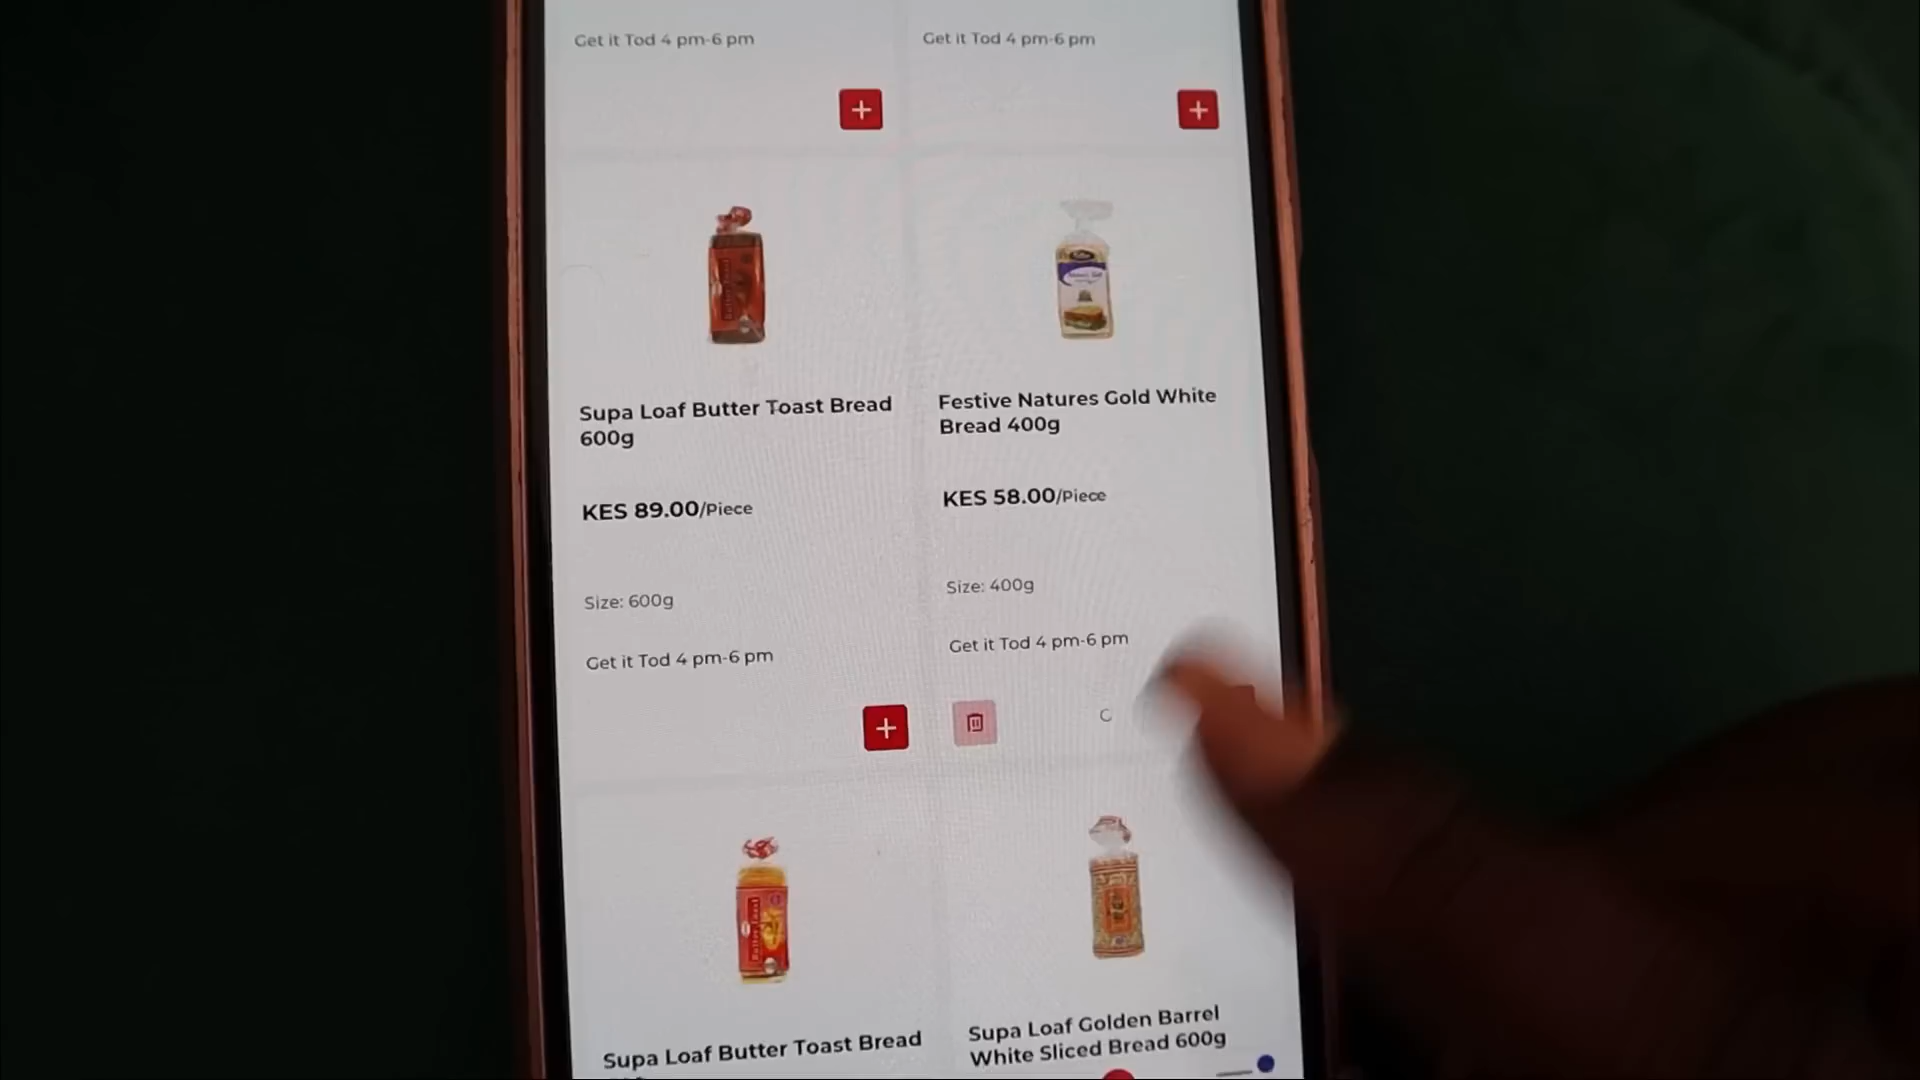 Get it Tod 4 pm-6 pm
Get it Tod 4 pm-6 pm
Supa Loaf Butter Toast Bread
600g
KES 89.00/Piece
Size: 600g
Get it Tod 4 pm-6 pm
Festive Natures Gold White
Bread 400g
KES 58.00/Piece
Size: 400g
Get it Tod 4 pm-6 pm
Supa Loaf Butter Toast Bread
Supa Loaf Golden Barrel
White Sliced Bread 600g